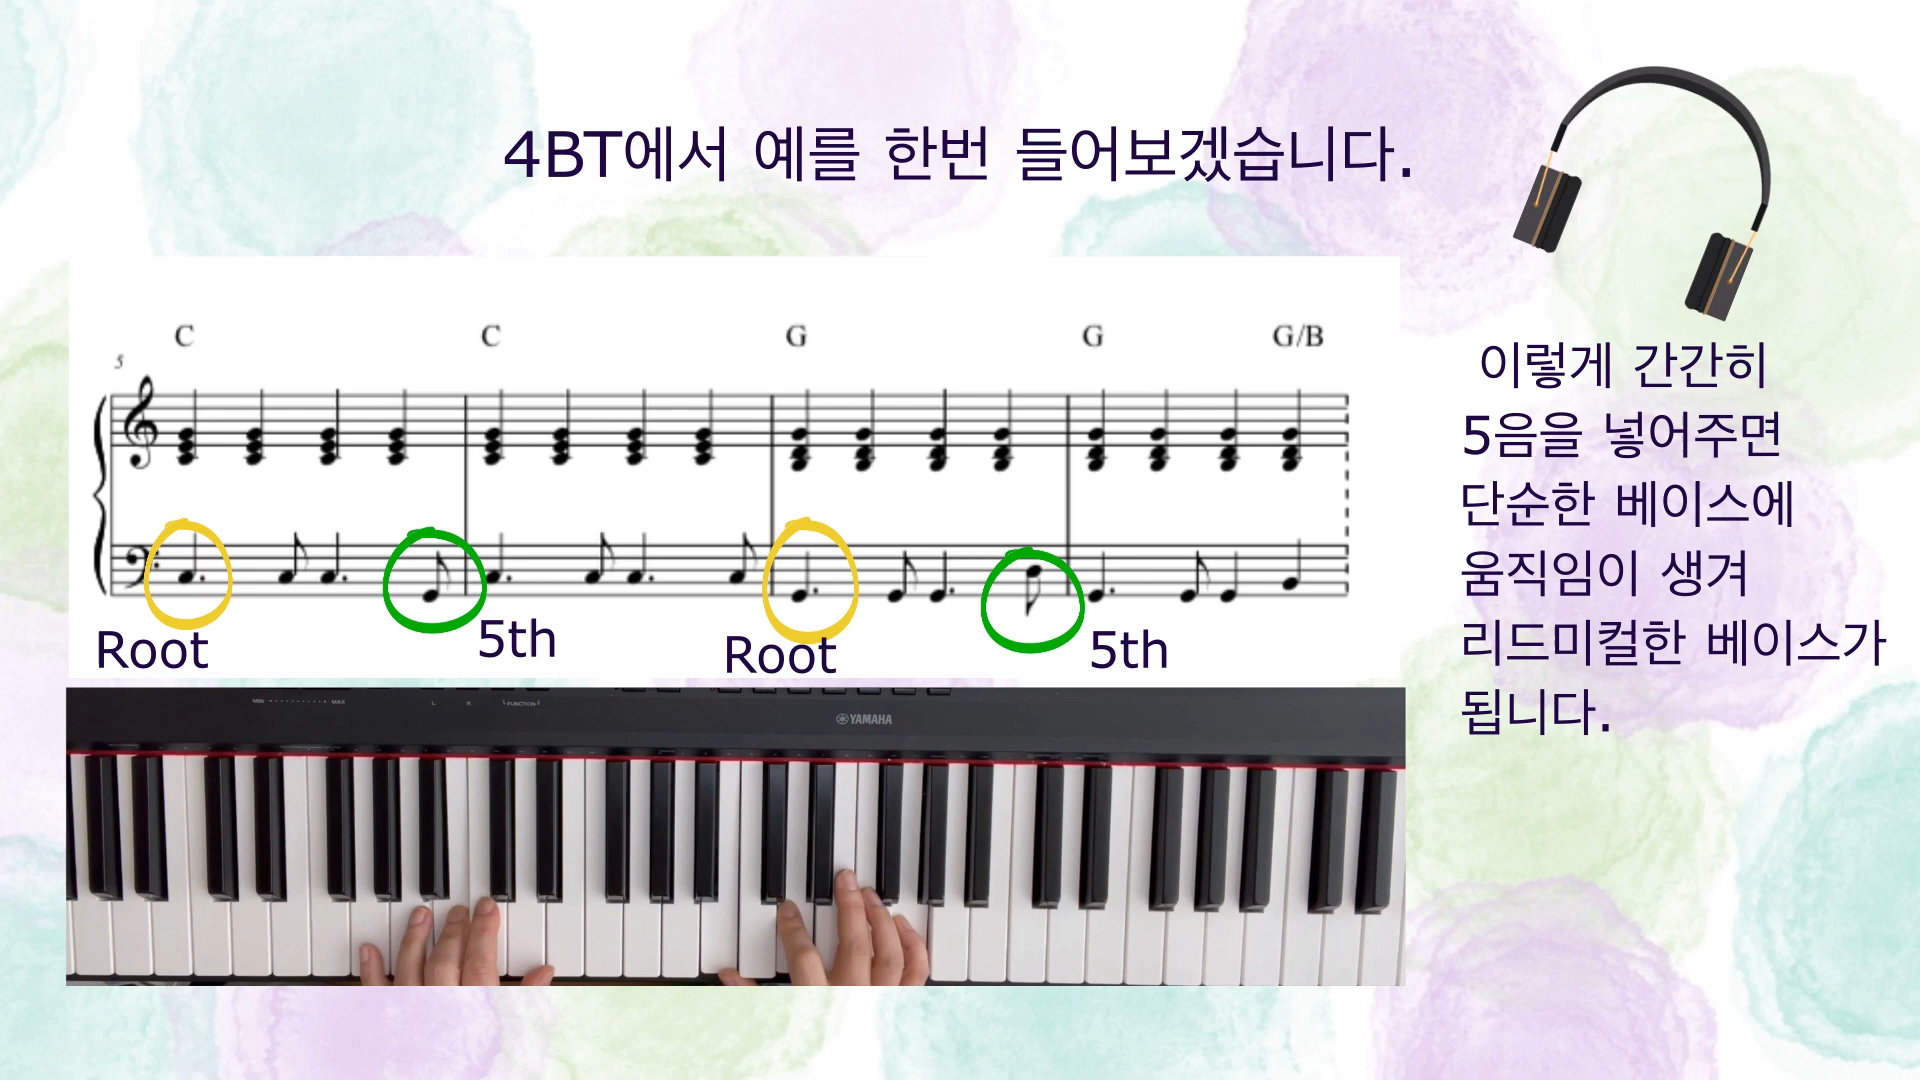 4BT에서 예를 한번 들어보겠습니다.
C C G G G/B
5
Root 5th Root 5th
이렇게 간간히
5음을 넣어주면
단순한 베이스에
움직임이 생겨
리드미컬한 베이스가
됩니다.
MIN MAX L R FUNCTION
YAMAHA